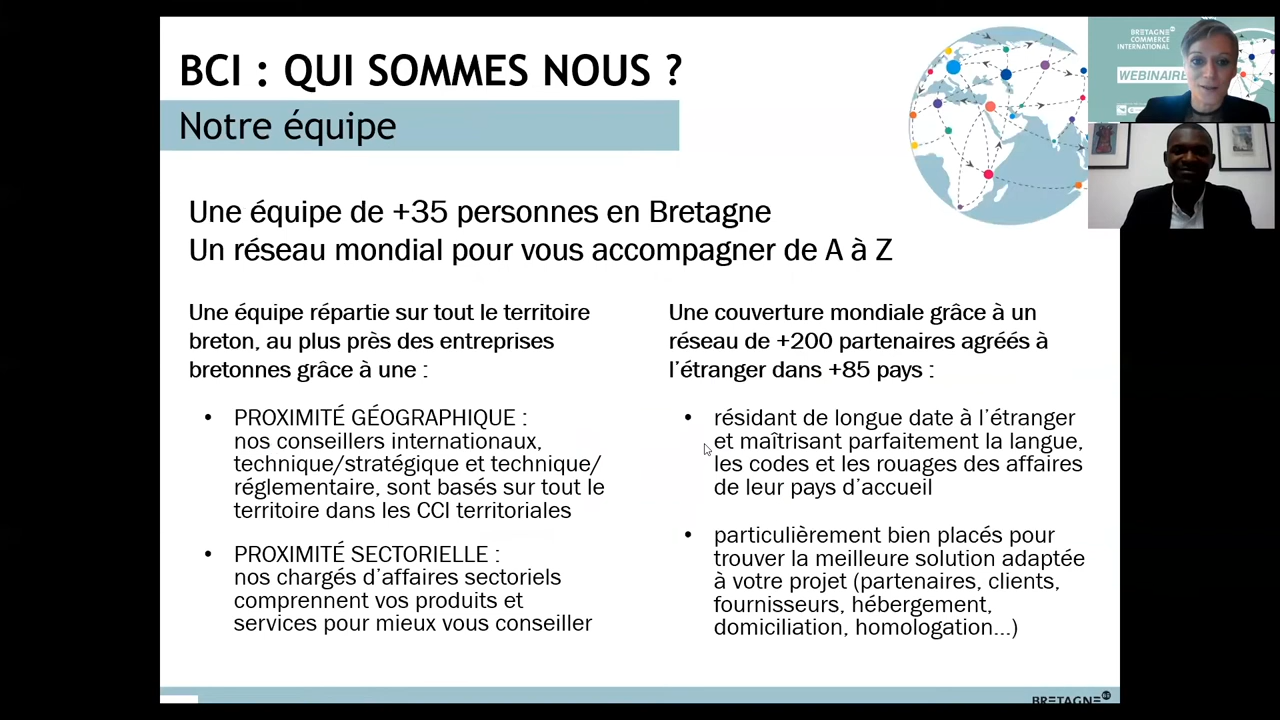 BCI : QUI SOMMES NOUS ?
Notre équipe
BRETAGNE
COMMERCE
INTERNATIONAL
WEBINAIRE
Une équipe de +35 personnes en Bretagne
Un réseau mondial pour vous accompagner de A à Z
Une équipe répartie sur tout le territoire
breton, au plus près des entreprises
bretonnes grâce à une :
• PROXIMITÉ GÉOGRAPHIQUE :
nos conseillers internationaux,
technique/stratégique et technique/
réglementaire, sont basés sur tout le
territoire dans les CCI territoriales
• PROXIMITÉ SECTORIELLE :
nos chargés d’affaires sectoriels
comprennent vos produits et
services pour mieux vous conseiller
Une couverture mondiale grâce à un
réseau de +200 partenaires agréés à
l’étranger dans +85 pays :
• résidant de longue date à l’étranger
et maîtrisant parfaitement la langue,
les codes et les rouages des affaires
de leur pays d’accueil
• particulièrement bien placés pour
trouver la meilleure solution adaptée
à votre projet (partenaires, clients,
fournisseurs, hébergement,
domiciliation, homologation...)
BRETAGNE